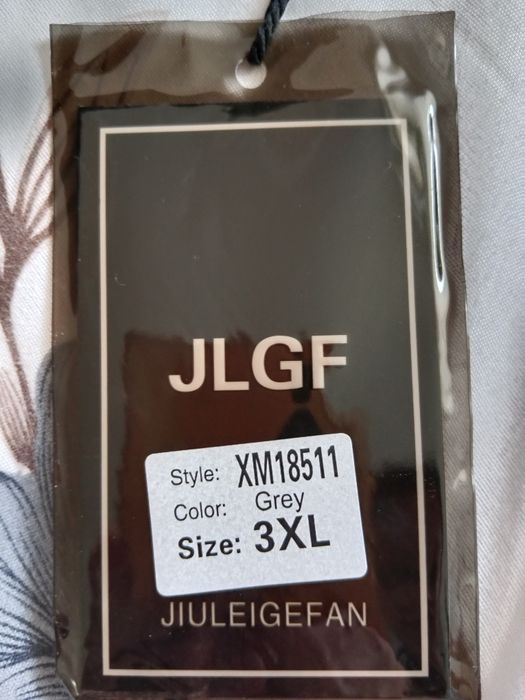 JLGF
Style: XM18511
Color: Grey
Size: 3XL
JIULEIGEFAN